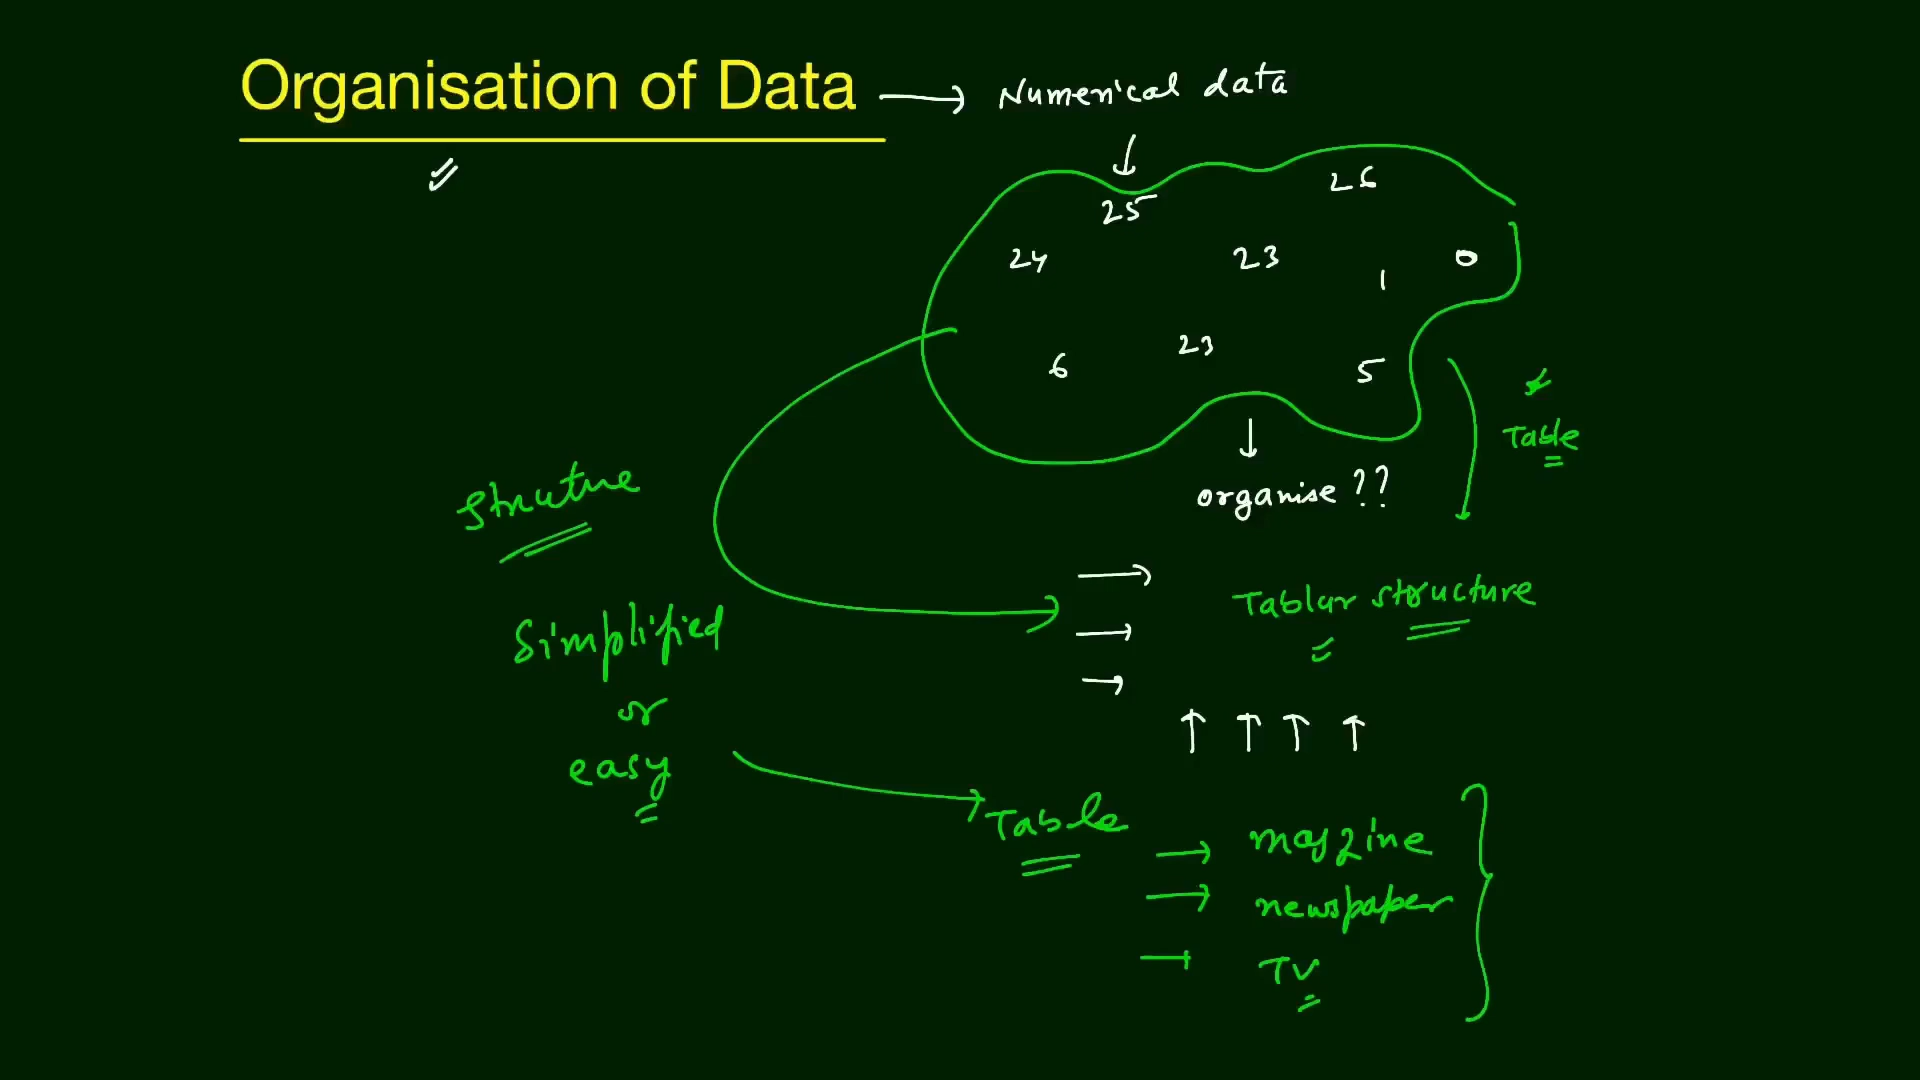 Organisation of Data → Numerical data
25
26
24
23
1
0
6
23
5
Table
organise ??
Structure
Tablur structure
Simplified
or
easy
Table
→ magzine
→ newspaper
→ TV